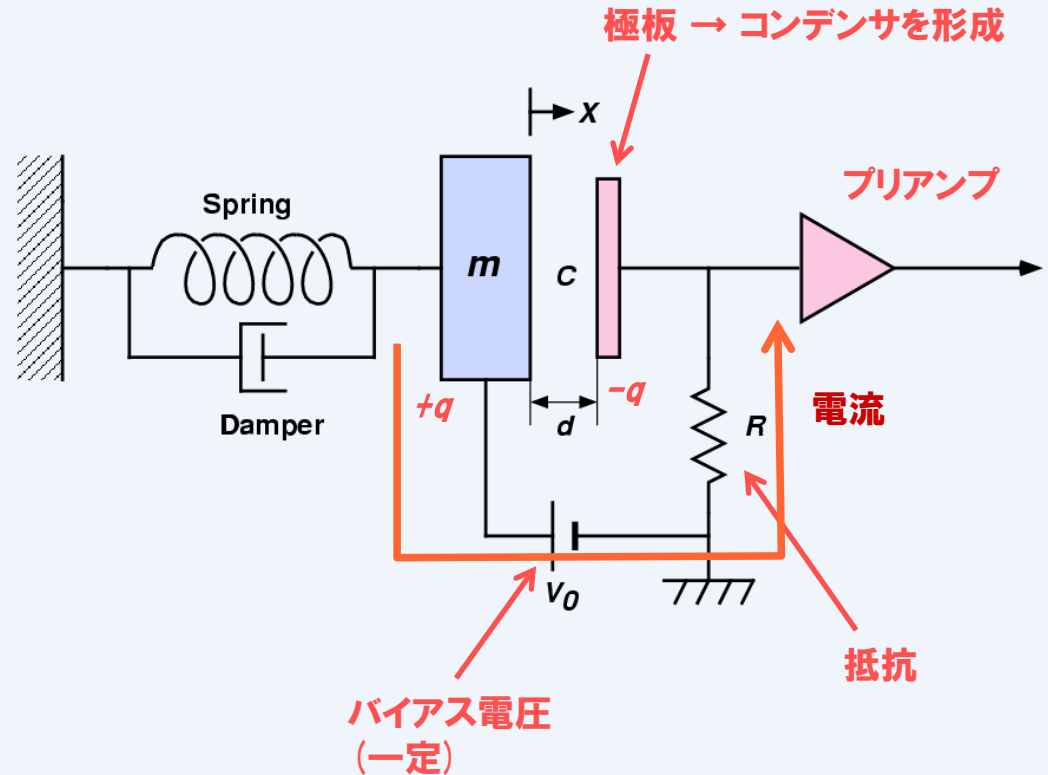 極板 → コンデンサを形成
X
プリアンプ
Spring
m
C
+q
-q
d
R
電流
Damper
V0
抵抗
バイアス電圧
(一定)